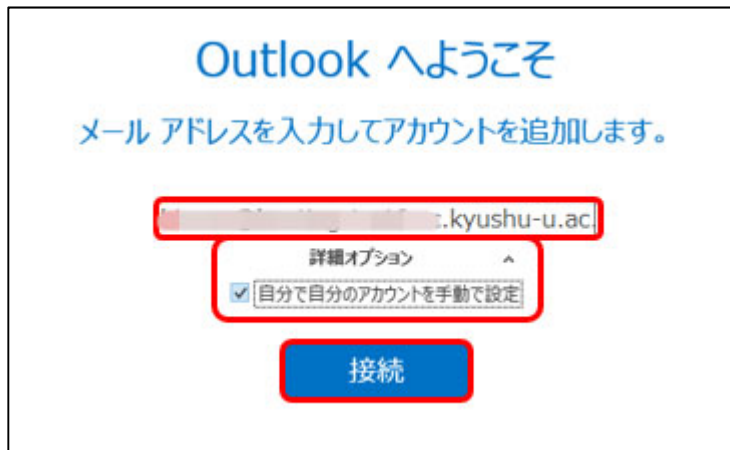 Outlook へようこそ
メール アドレスを入力してアカウントを追加します。
.kyushu-u.ac.
詳細オプション
自分で自分のアカウントを手動で設定
接続